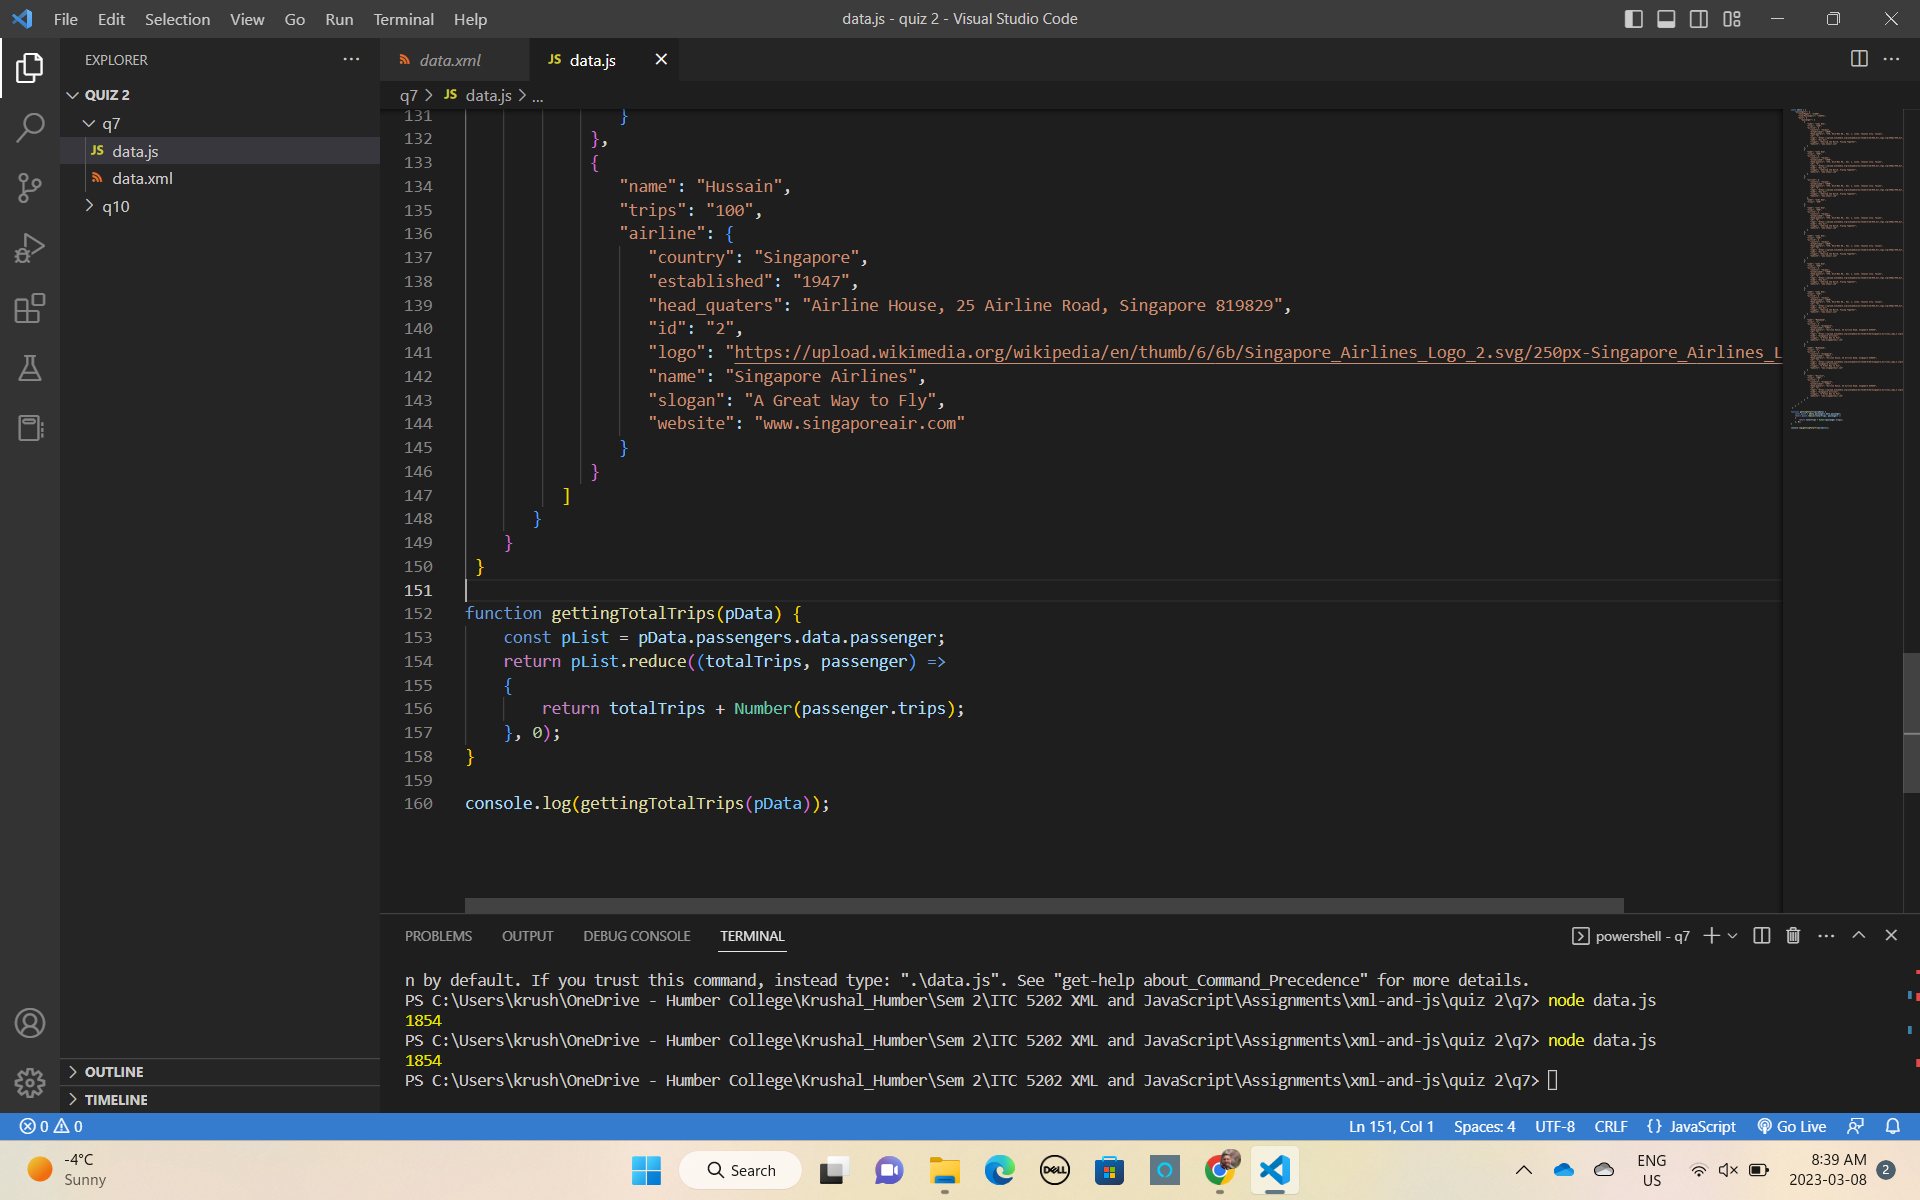 File Edit Selection View Go Run Terminal Help
data.js - quiz 2 - Visual Studio Code
EXPLORER
QUIZ 2
q7
JS data.js
data.xml
q10
OUTLINE
TIMELINE
data.xml
JS data.js
q7 > JS data.js > ...
131 }
132 },
133 {
134 "name": "Hussain",
135 "trips": "100",
136 "airline": {
137 "country": "Singapore",
138 "established": "1947",
139 "head_quaters": "Airline House, 25 Airline Road, Singapore 819829",
140 "id": "2",
141 "logo": "https://upload.wikimedia.org/wikipedia/en/thumb/6/6b/Singapore_Airlines_Logo_2.svg/250px-Singapore_Airlines_L
142 "name": "Singapore Airlines",
143 "slogan": "A Great Way to Fly",
144 "website": "www.singaporeair.com"
145 }
146 }
147 ]
148 }
149 }
150 }
151
152 function gettingTotalTrips(pData) {
153 const pList = pData.passengers.data.passenger;
154 return pList.reduce((totalTrips, passenger) =>
155 {
156 return totalTrips + Number(passenger.trips);
157 }, 0);
158 }
159
160 console.log(gettingTotalTrips(pData));
PROBLEMS OUTPUT DEBUG CONSOLE TERMINAL
powershell - q7
n by default. If you trust this command, instead type: ".\data.js". See "get-help about_Command_Precedence" for more details.
PS C:\Users\krush\OneDrive - Humber College\Krushal_Humber\Sem 2\ITC 5202 XML and JavaScript\Assignments\xml-and-js\quiz 2\q7> node data.js
1854
PS C:\Users\krush\OneDrive - Humber College\Krushal_Humber\Sem 2\ITC 5202 XML and JavaScript\Assignments\xml-and-js\quiz 2\q7> node data.js
1854
PS C:\Users\krush\OneDrive - Humber College\Krushal_Humber\Sem 2\ITC 5202 XML and JavaScript\Assignments\xml-and-js\quiz 2\q7>
0 0
Ln 151, Col 1 Spaces: 4 UTF-8 CRLF {} JavaScript Go Live
-4°C
Sunny
Search
DELL
ENG
US
8:39 AM
2023-03-08
2